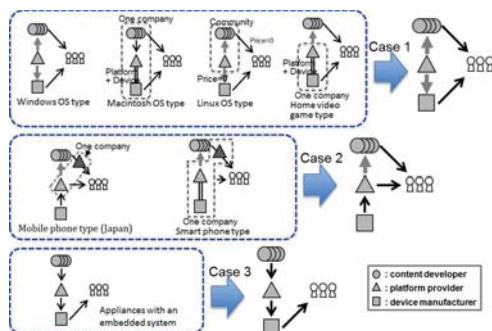 One company
Community
Price=0
Case 1
Platform
+ Device
Price=0
Platform
+ Device
Windows OS type
Macintosh OS type
Linux OS type
One company
Home video
game type
One company
Case 2
Mobile phone type (Japan)
One company
Smart phone type
Case 3
Appliances with an
embedded system
: content developer
: platform provider
: device manufacturer